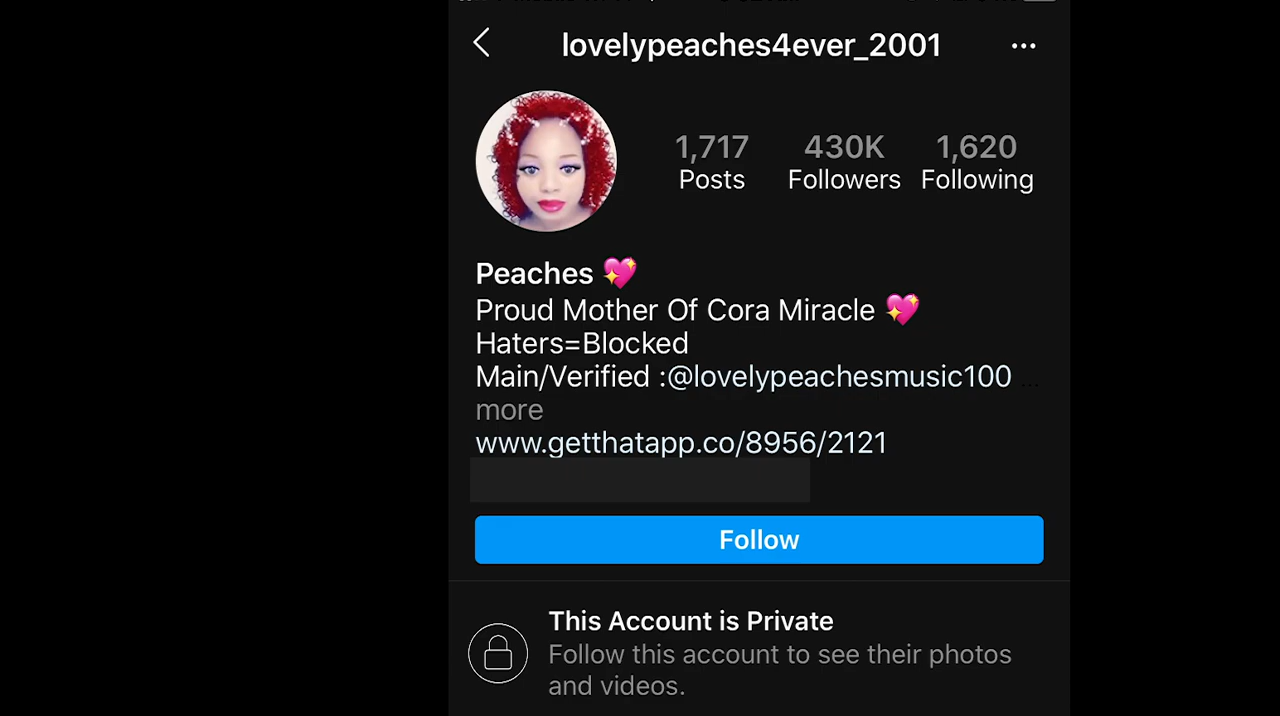 lovelypeaches4ever_2001 ...
1,717 430K 1,620
Posts Followers Following
Peaches 💖
Proud Mother Of Cora Miracle 💖
Haters=Blocked
Main/Verified :@lovelypeachesmusic100 ...
more
www.getthatapp.co/8956/2121
Follow
This Account is Private
Follow this account to see their photos
and videos.